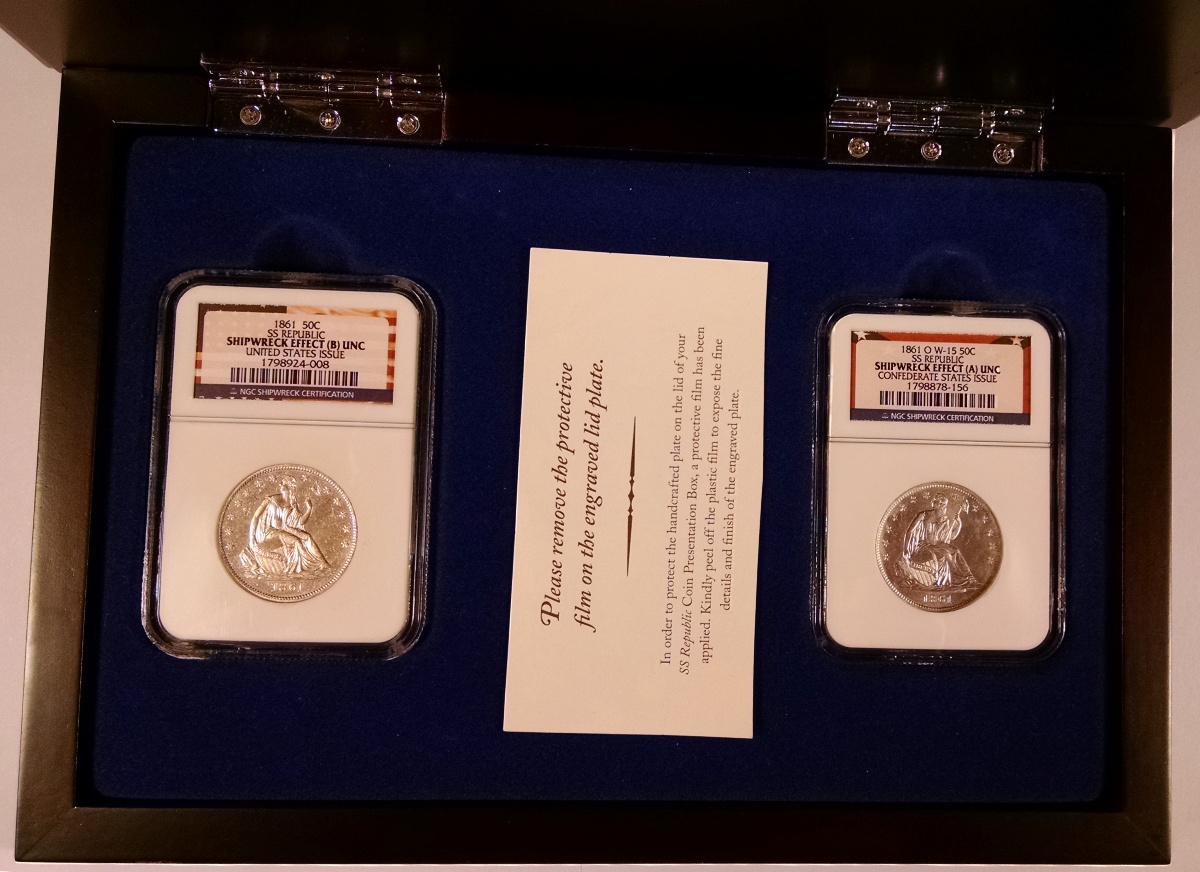 1861 50C
SS REPUBLIC
SHIPWRECK EFFECT (B) UNC
UNITED STATES ISSUE
1798924-008
NGC SHIPWRECK CERTIFICATION
1861
Please remove the protective
film on the engraved lid plate.
In order to protect the handcrafted plate on the lid of your
SS Republic Coin Presentation Box, a protective film has been
applied. Kindly peel off the plastic film to expose the fine
details and finish of the engraved plate.
1861 O W-15 50C
SS REPUBLIC
SHIPWRECK EFFECT (A) UNC
CONFEDERATE STATES ISSUE
1798878-156
NGC SHIPWRECK CERTIFICATION
1861